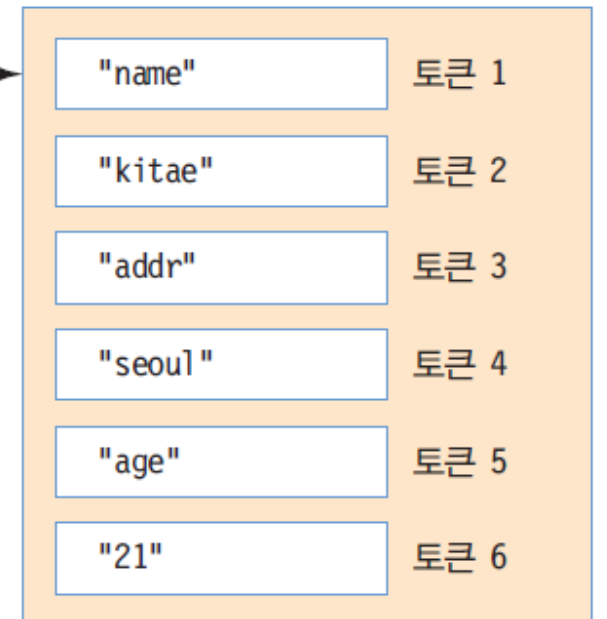 "name" 토큰 1
"kitae" 토큰 2
"addr" 토큰 3
"seoul" 토큰 4
"age" 토큰 5
"21" 토큰 6